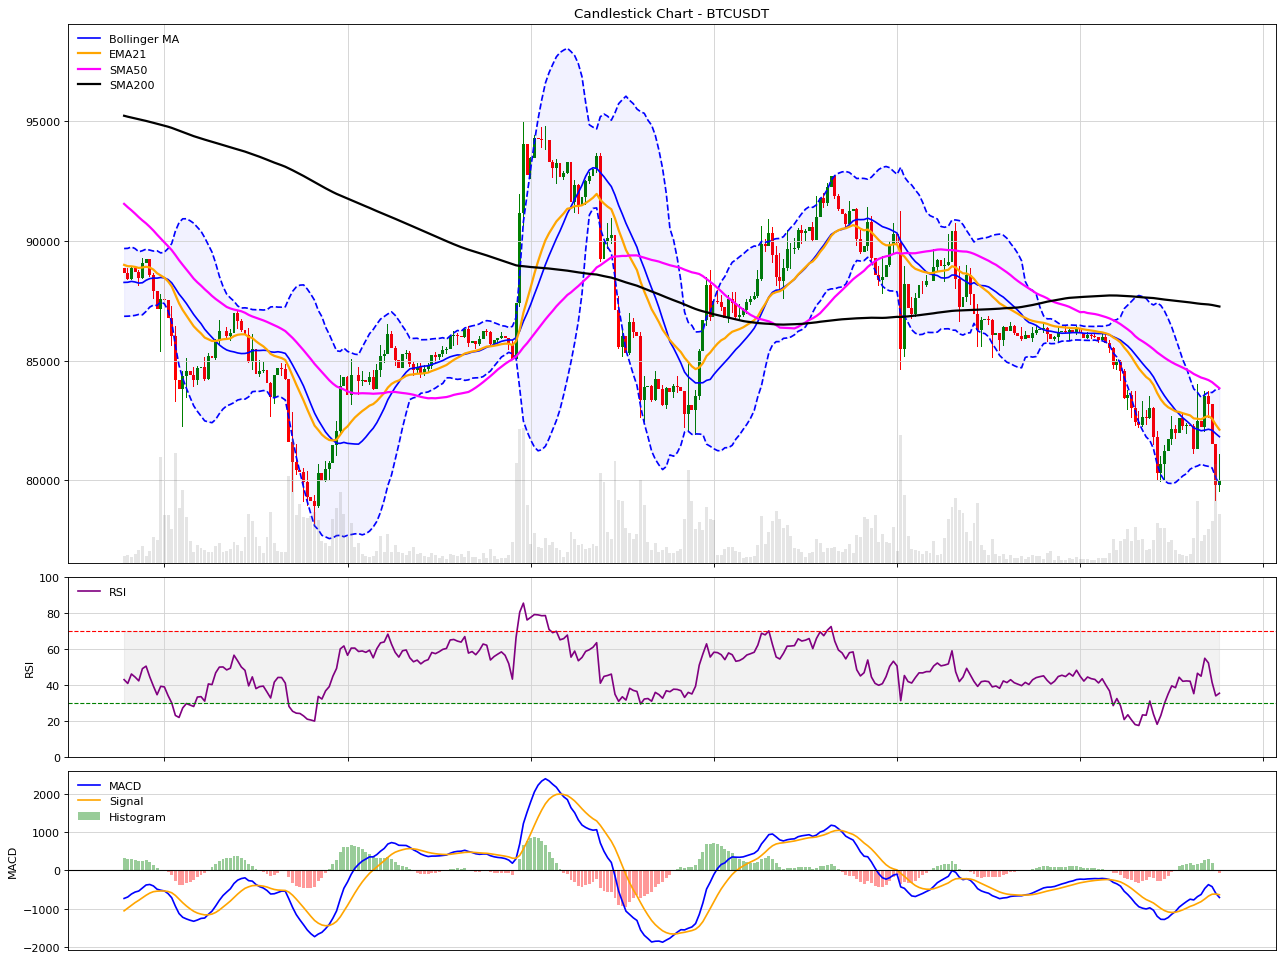 Candlestick Chart - BTCUSDT
Bollinger MA
EMA21
SMA50
SMA200
95000
90000
85000
80000
RSI
100
80
60
40
20
0
RSI
MACD
Signal
Histogram
2000
1000
0
−1000
−2000
MACD